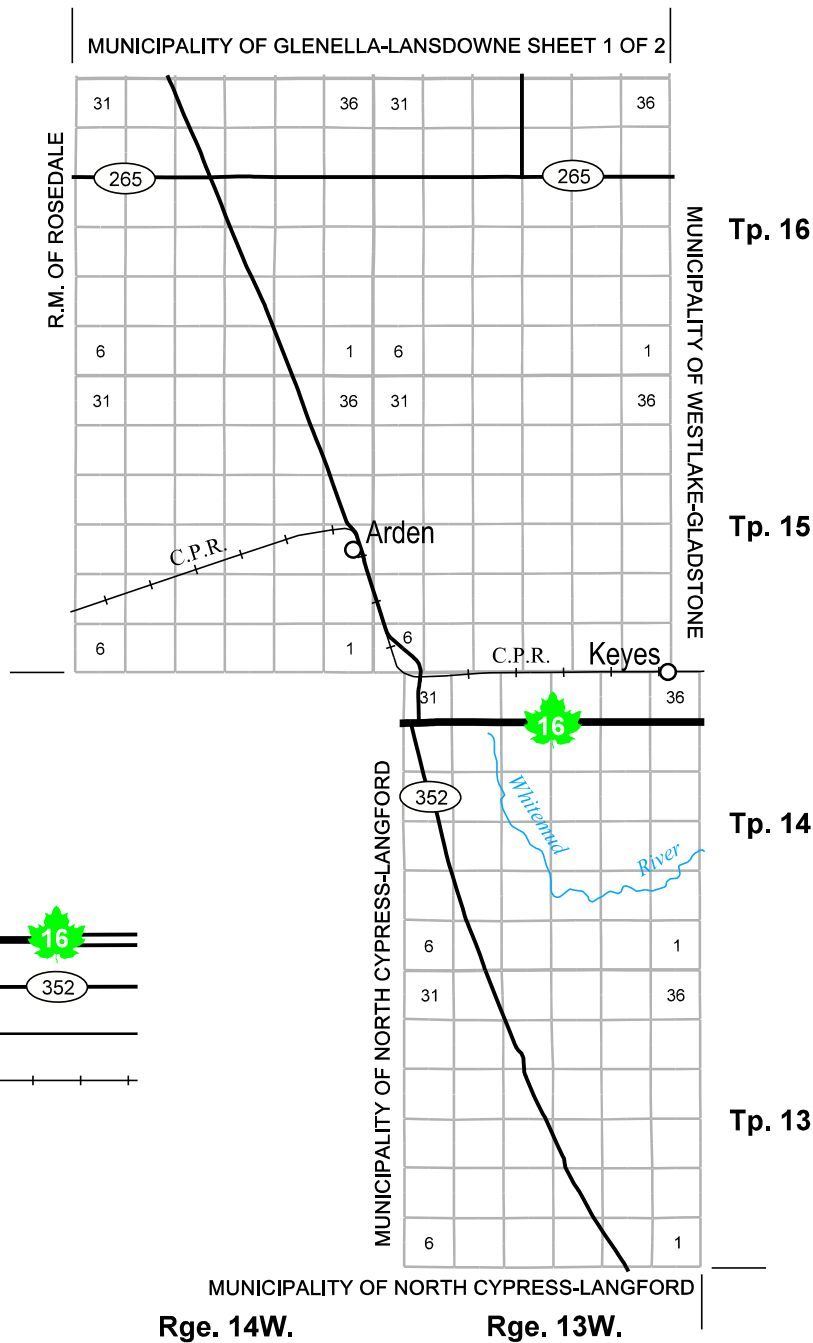 MUNICIPALITY OF GLENELLA-LANSDOWNE SHEET 1 OF 2
31 36 31 36
R.M. OF ROSEDALE
265 265
MUNICIPALITY OF WESTLAKE-GLADSTONE
Tp. 16
6 1 6 1
31 36 31 36
Tp. 15
Arden
C.P.R.
6 1 6
C.P.R. Keyes
31 36
16
MUNICIPALITY OF NORTH CYPRESS-LANGFORD
352
Whitemud
River
Tp. 14
16
6 1
352
31 36
Tp. 13
6 1
MUNICIPALITY OF NORTH CYPRESS-LANGFORD
Rge. 14W. Rge. 13W.